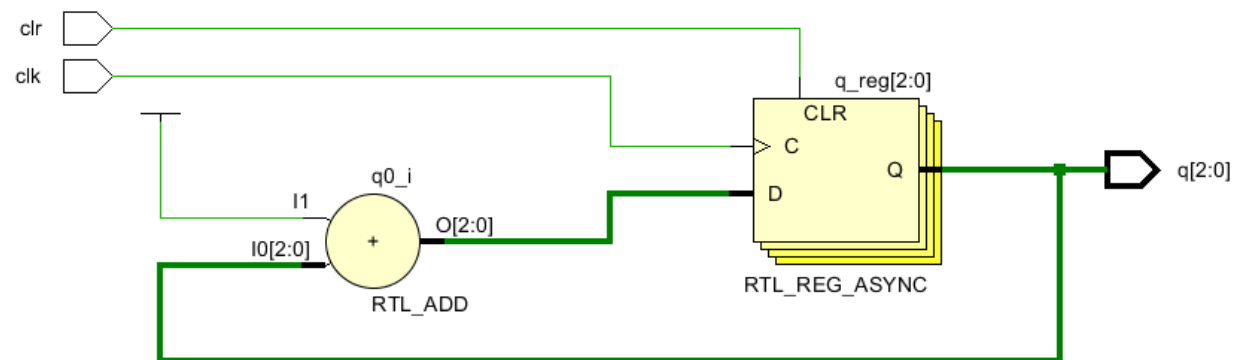 clr
clk
q_reg[2:0]
CLR
C
D
Q
q[2:0]
RTL_REG_ASYNC
q0_i
I1
I0[2:0]
+
O[2:0]
RTL_ADD